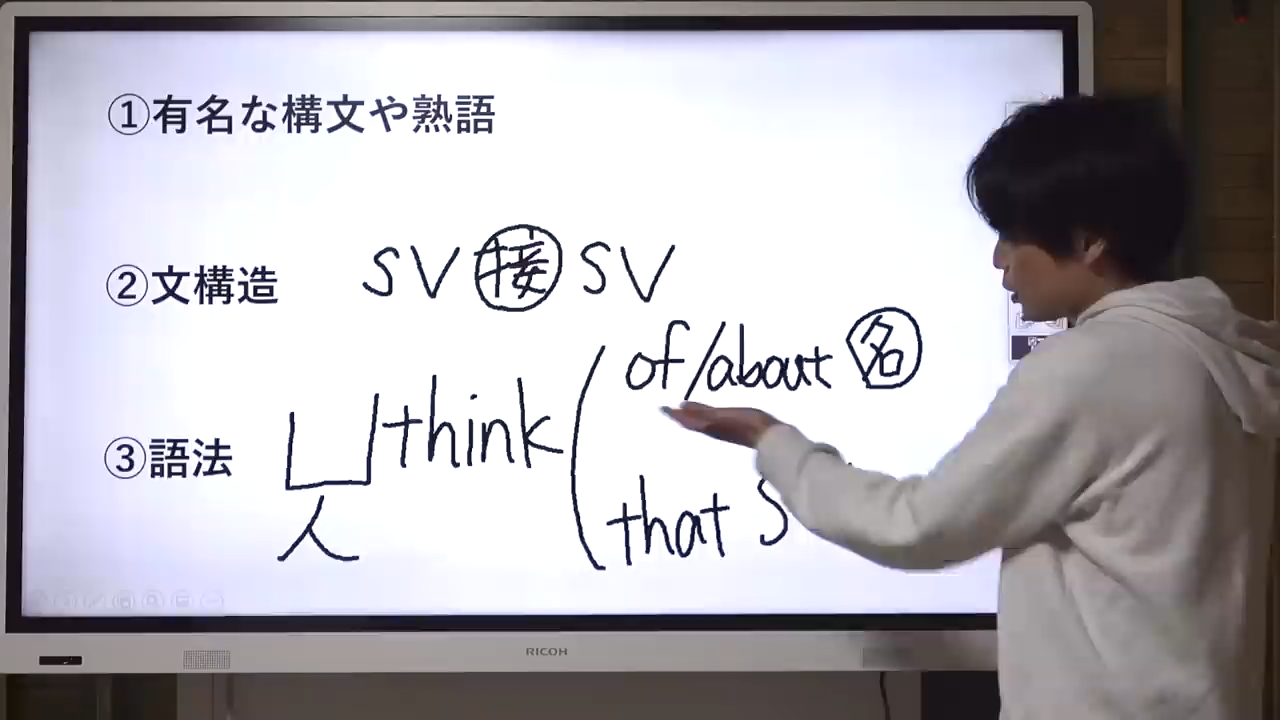 ①有名な構文や熟語
②文構造 SV 接 SV
of/about 名
③語法 think
that S
人
RICOH